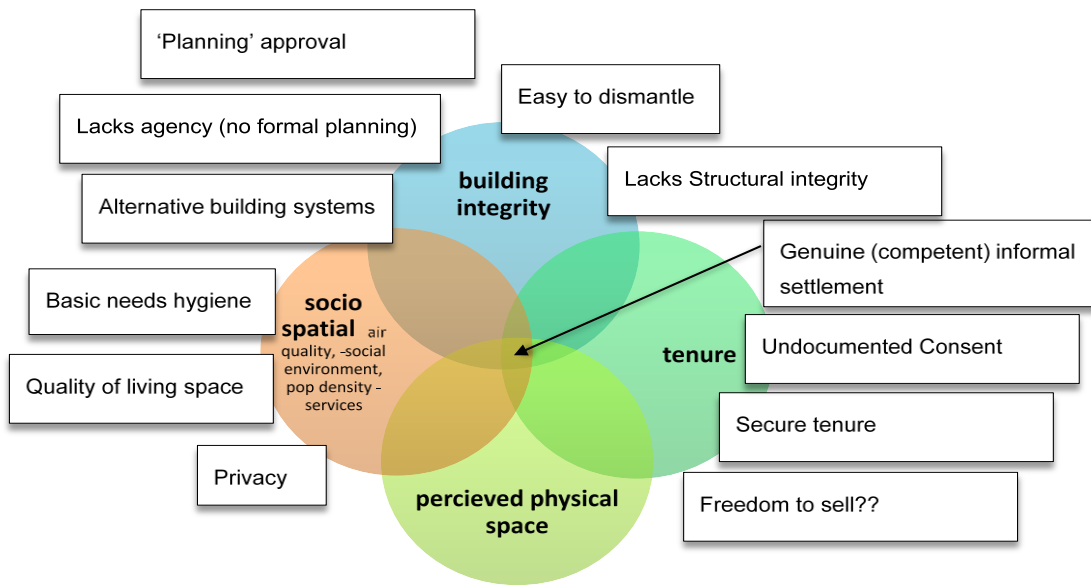 ‘Planning’ approval
Easy to dismantle
Lacks agency (no formal planning)
building
integrity
Lacks Structural integrity
Alternative building systems
Genuine (competent) informal
settlement
Basic needs hygiene
socio
spatial air
quality, -social
environment,
pop density -
services
tenure
Undocumented Consent
Quality of living space
Secure tenure
Privacy
percieved physical
space
Freedom to sell??